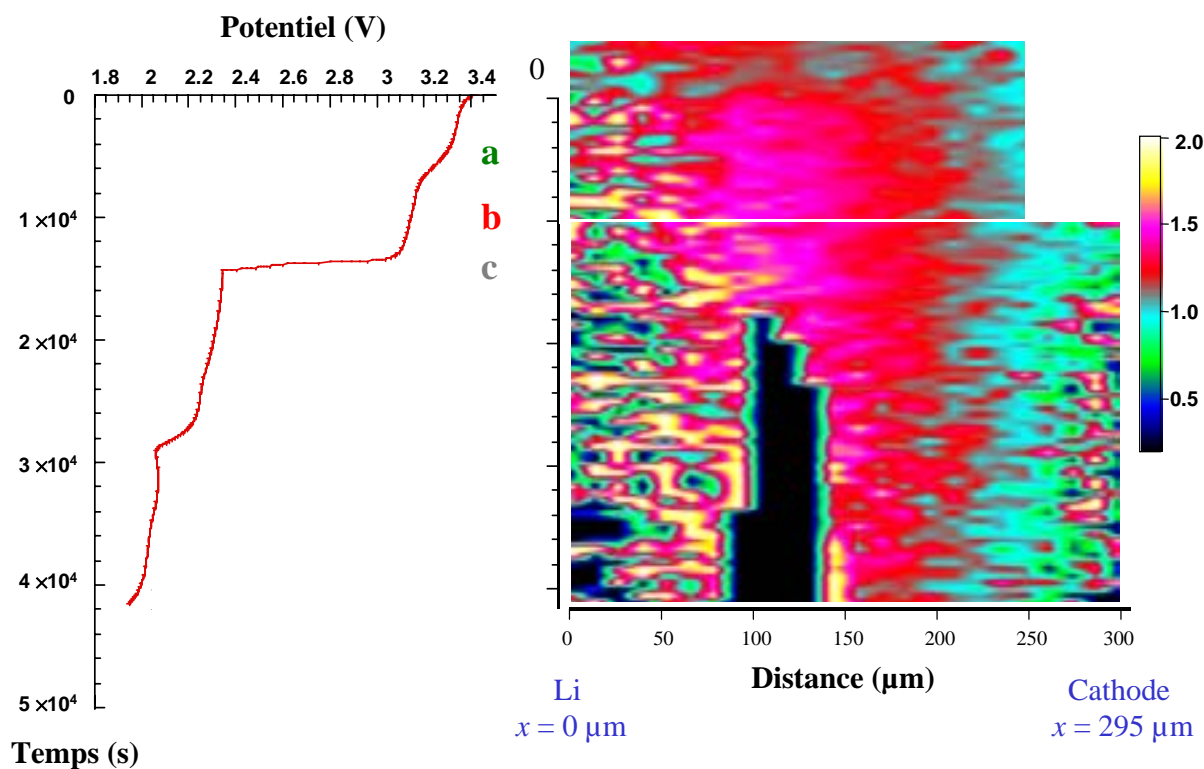 Potentiel (V)
1.8 2 2.2 2.4 2.6 2.8 3 3.2 3.4
0
1 ×10⁴
2 ×10⁴
3 ×10⁴
4 ×10⁴
5 ×10⁴
Temps (s)
a
b
c
0
0 50 100 150 200 250 300
Distance (µm)
Li
x = 0 µm
Cathode
x = 295 µm
2.0
1.5
1.0
0.5